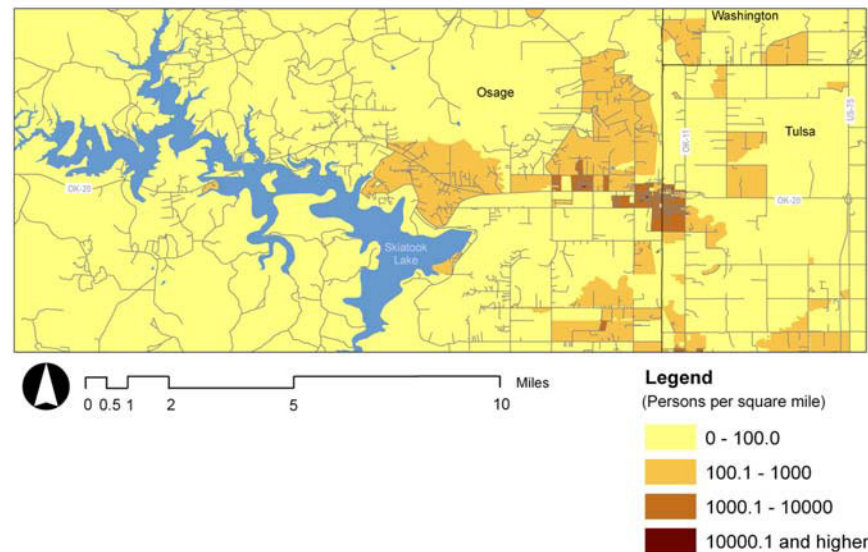 Washington
Osage
Tulsa
OK-11
US-75
OK-20
OK-20
Skiatook
Lake
Miles
0 0.5 1 2 5 10
Legend
(Persons per square mile)
0 - 100.0
100.1 - 1000
1000.1 - 10000
10000.1 and higher